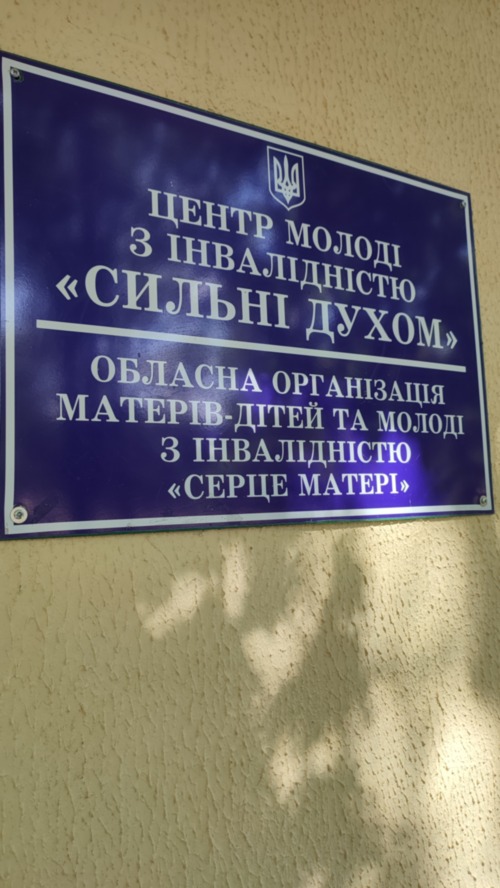 ЦЕНТР МОЛОДІ
З ІНВАЛІДНІСТЮ
«СИЛЬНІ ДУХОМ»
ОБЛАСНА ОРГАНІЗАЦІЯ
МАТЕРІВ-ДІТЕЙ ТА МОЛОДІ
З ІНВАЛІДНІСТЮ
«СЕРЦЕ МАТЕРІ»